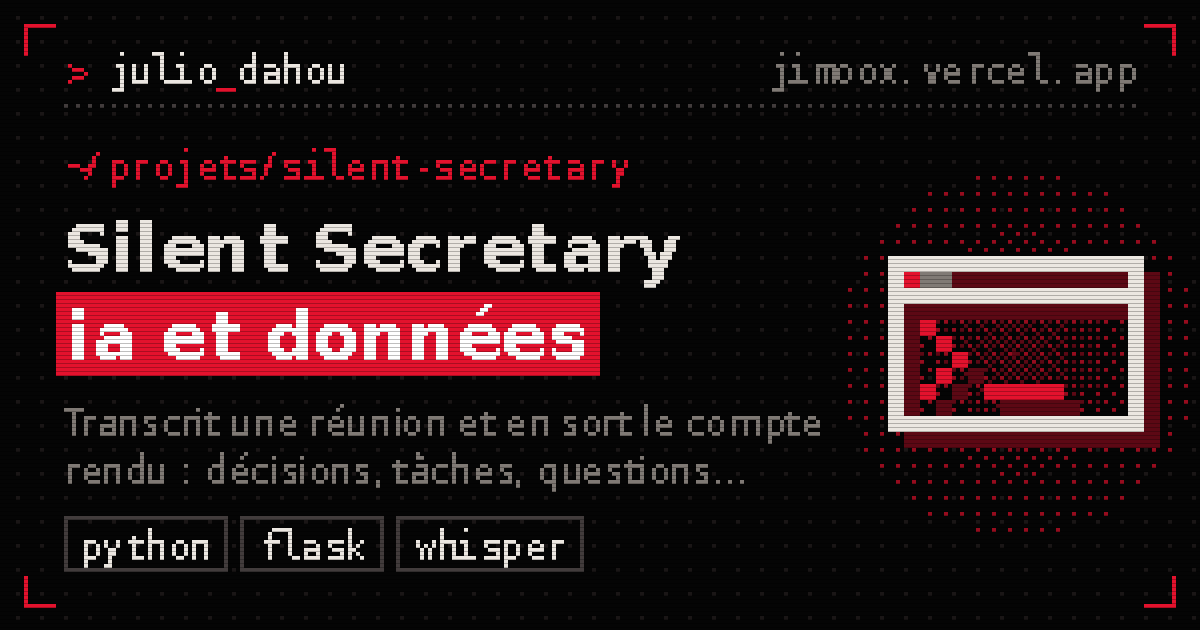 > julio_dahou
jimoox.vercel.app
~/projets/silent-secretary
Silent Secretary
ia et données
Transcrit une réunion et en sort le compte
rendu : décisions, tâches, questions...
python
flask
whisper